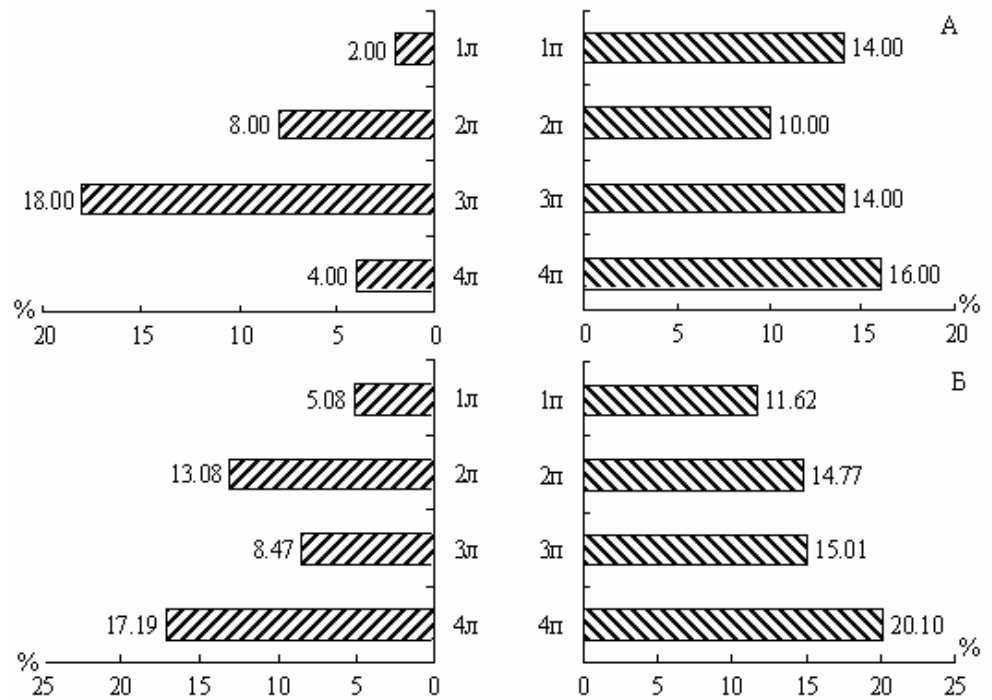 А
2.00 1л 1п 14.00
8.00 2л 2п 10.00
18.00 3л 3п 14.00
4.00 4л 4п 16.00
% %
20 15 10 5 0 0 5 10 15 20
Б
5.08 1л 1п 11.62
13.08 2л 2п 14.77
8.47 3л 3п 15.01
17.19 4л 4п 20.10
% %
25 20 15 10 5 0 0 5 10 15 20 25